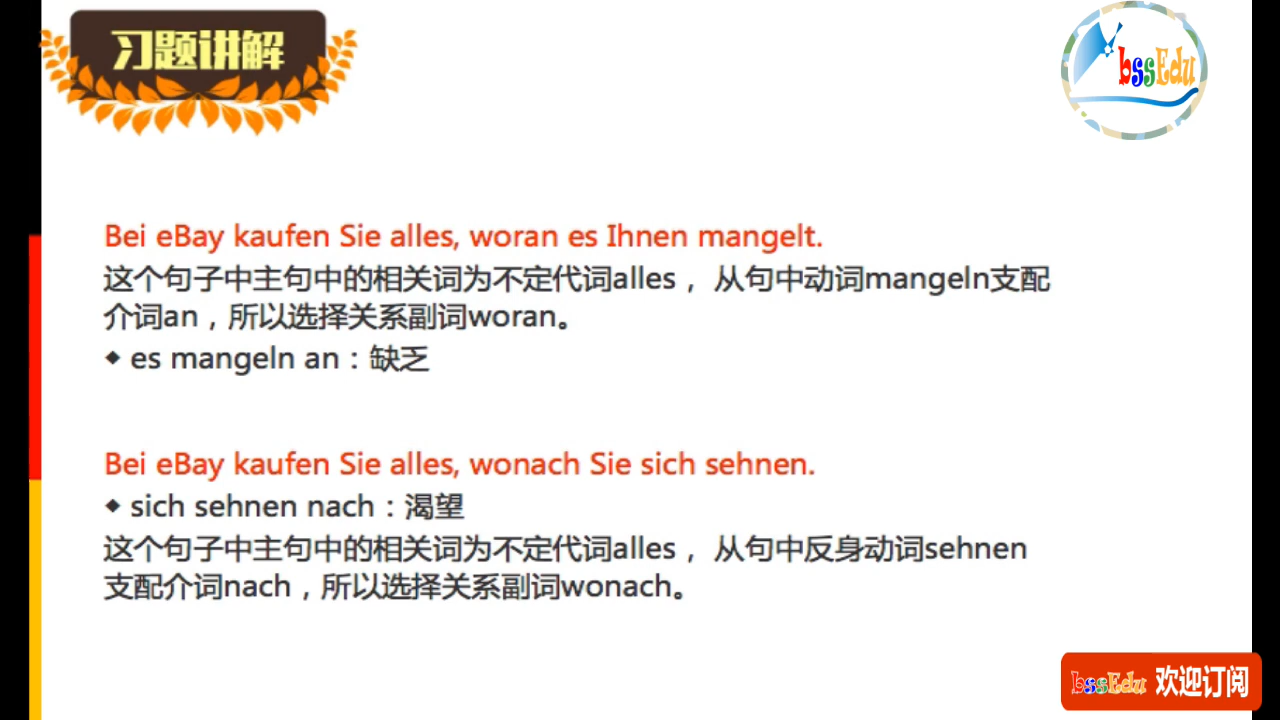 习题讲解
bssEdu
Bei eBay kaufen Sie alles, woran es Ihnen mangelt.
这个句子中主句中的相关词为不定代词alles， 从句中动词mangeln支配
介词an，所以选择关系副词woran。
◆ es mangeln an：缺乏
Bei eBay kaufen Sie alles, wonach Sie sich sehnen.
◆ sich sehnen nach：渴望
这个句子中主句中的相关词为不定代词alles， 从句中反身动词sehnen
支配介词nach，所以选择关系副词wonach。
bssEdu 欢迎订阅